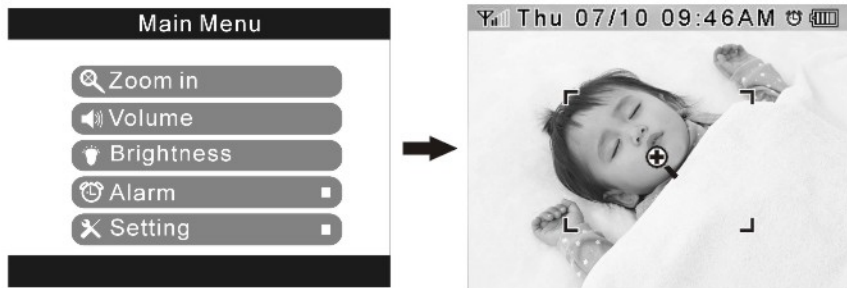 Main Menu
Zoom in
Volume
Brightness
Alarm
Setting
Thu 07/10 09:46AM